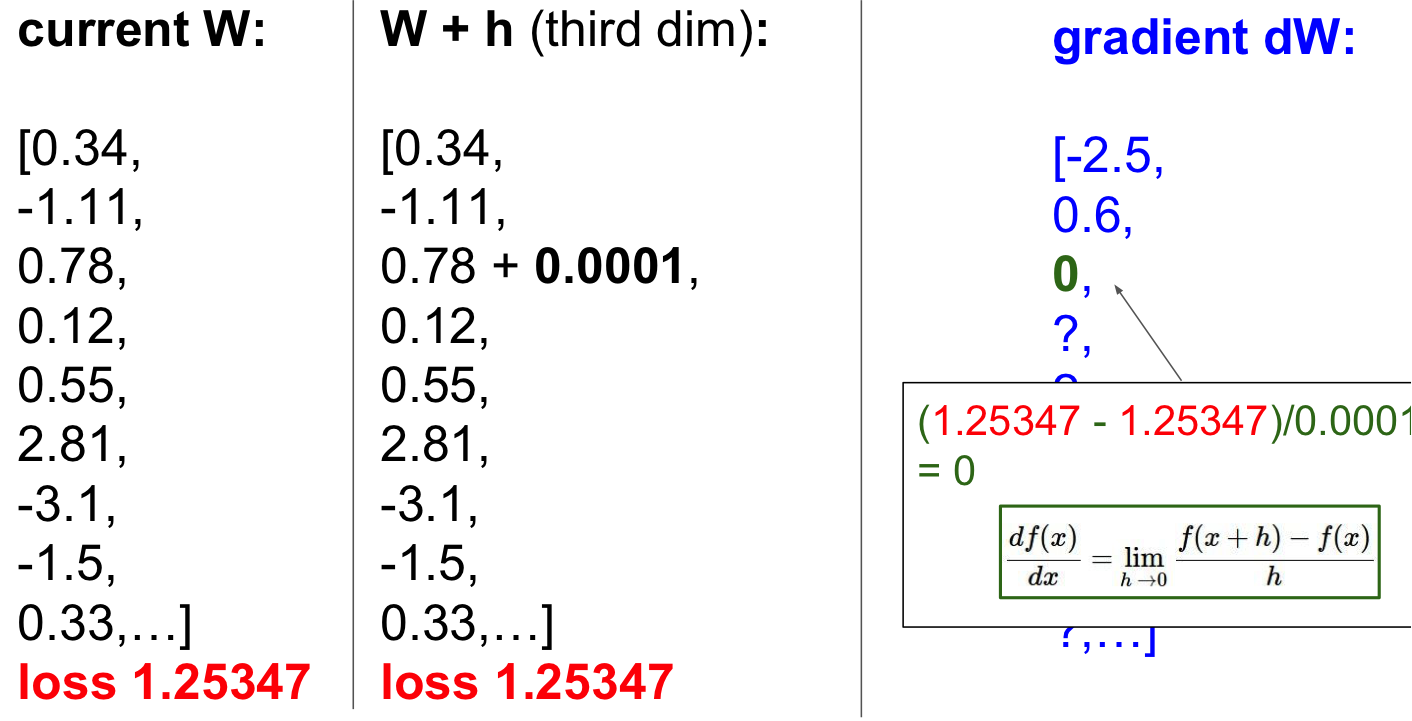 current W:
[0.34,
-1.11,
0.78,
0.12,
0.55,
2.81,
-3.1,
-1.5,
0.33,…]
loss 1.25347
W + h (third dim):
[0.34,
-1.11,
0.78 + 0.0001,
0.12,
0.55,
2.81,
-3.1,
-1.5,
0.33,…]
loss 1.25347
gradient dW:
[-2.5,
0.6,
0,
?,
(1.25347 - 1.25347)/0.0001
= 0
df(x)/dx = lim h→0 f(x + h) − f(x)/h
?,…]